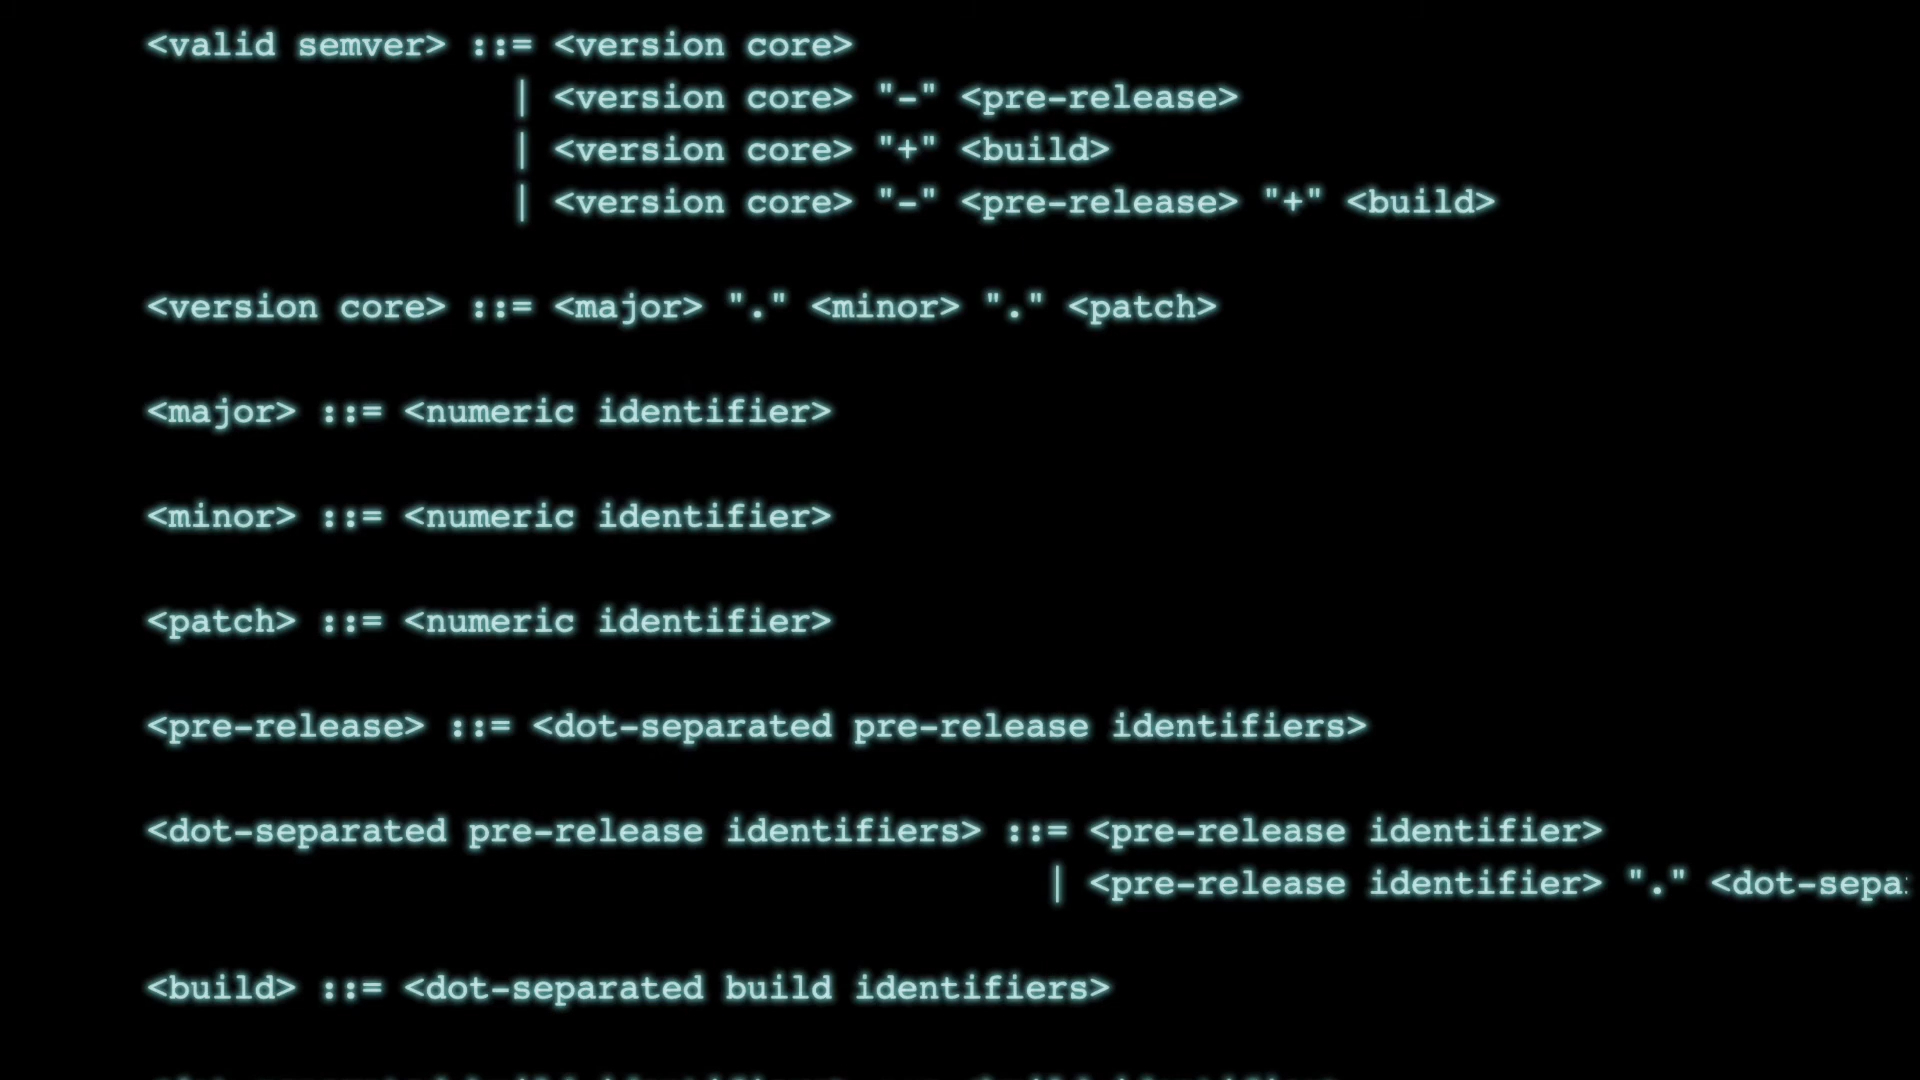 <valid semver> ::= <version core>
| <version core> "-" <pre-release>
| <version core> "+" <build>
| <version core> "-" <pre-release> "+" <build>
<version core> ::= <major> "." <minor> "." <patch>
<major> ::= <numeric identifier>
<minor> ::= <numeric identifier>
<patch> ::= <numeric identifier>
<pre-release> ::= <dot-separated pre-release identifiers>
<dot-separated pre-release identifiers> ::= <pre-release identifier>
| <pre-release identifier> "." <dot-sepa
<build> ::= <dot-separated build identifiers>